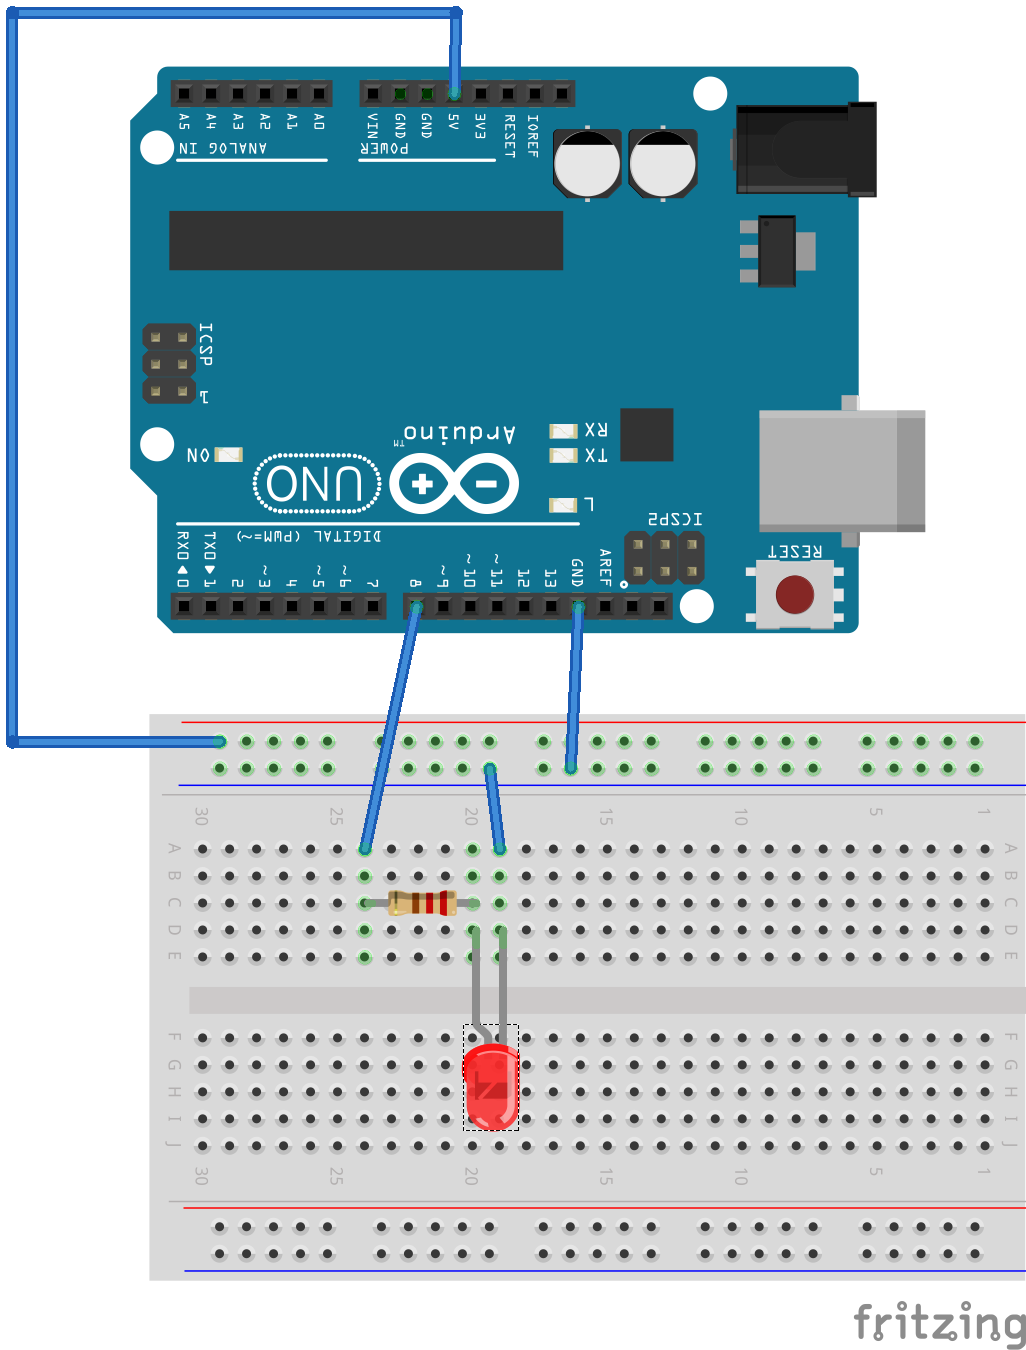 A5 A4 A3 A2 A1 A0 VIN GND GND 5V 3V3 RESET IOREF
ANALOG IN POWER
ICSP
1
Arduino™
RX
TX
ON
UNO
L
ICSP2
DIGITAL (PWM=~)
RESET
RX0◀0 TX0▶1 2 ~3 4 ~5 ~6 7 8 ~9 ~10 ~11 12 13 GND AREF
30 25 20 15 10 5 1
A A
B B
C C
D D
E E
F F
G G
H H
I I
J J
30 25 20 15 10 5 1
fritzing